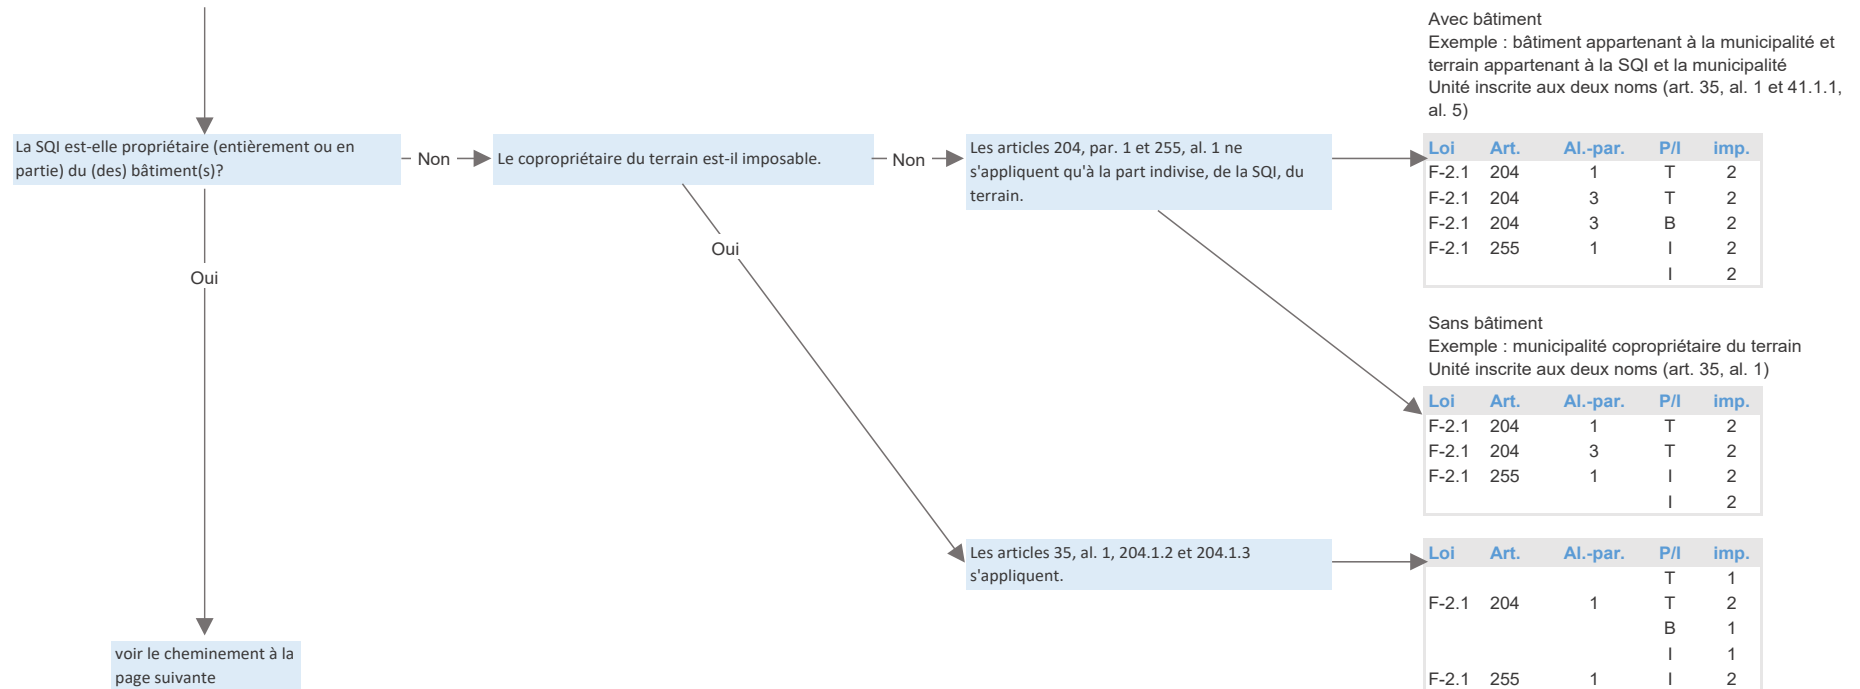 Avec bâtiment
Exemple : bâtiment appartenant à la municipalité et
terrain appartenant à la SQI et la municipalité
Unité inscrite aux deux noms (art. 35, al. 1 et 41.1.1,
al. 5)
La SQI est-elle propriétaire (entièrement ou en
partie) du (des) bâtiment(s)?
Non
Le copropriétaire du terrain est-il imposable.
Non
Les articles 204, par. 1 et 255, al. 1 ne
s'appliquent qu'à la part indivise, de la SQI, du
terrain.
Loi Art. Al.-par. P/I imp.
F-2.1 204 1 T 2
F-2.1 204 3 T 2
F-2.1 204 3 B 2
F-2.1 255 1 I 2
I 2
Oui
Oui
Sans bâtiment
Exemple : municipalité copropriétaire du terrain
Unité inscrite aux deux noms (art. 35, al. 1)
Loi Art. Al.-par. P/I imp.
F-2.1 204 1 T 2
F-2.1 204 3 T 2
F-2.1 255 1 I 2
I 2
Les articles 35, al. 1, 204.1.2 et 204.1.3
s'appliquent.
Loi Art. Al.-par. P/I imp.
T 1
F-2.1 204 1 T 2
B 1
I 1
F-2.1 255 1 I 2
voir le cheminement à la
page suivante